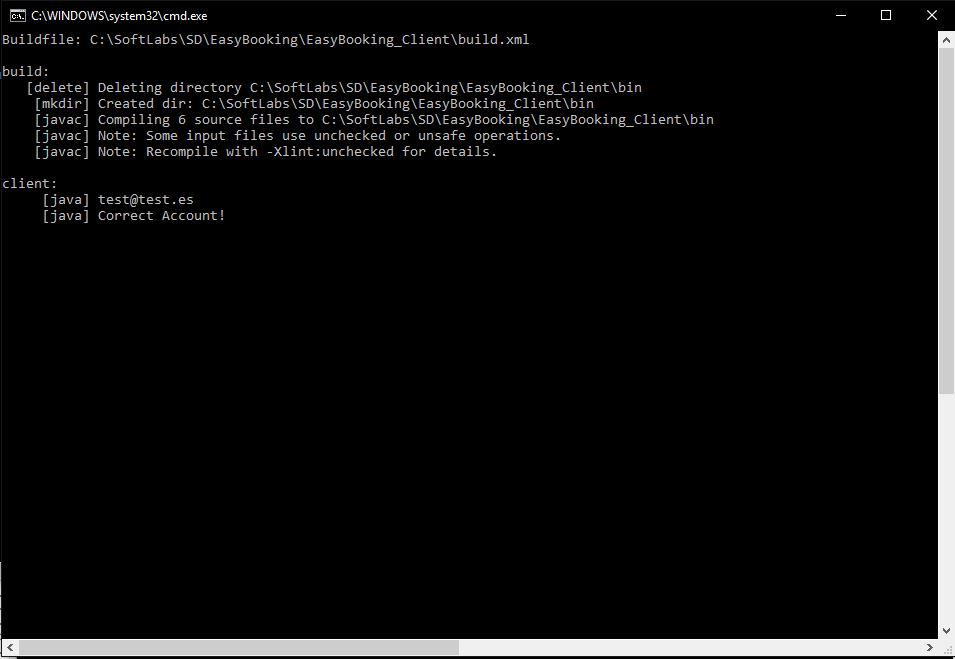 C:\WINDOWS\system32\cmd.exe
Buildfile: C:\SoftLabs\SD\EasyBooking\EasyBooking_Client\build.xml
build:
[delete] Deleting directory C:\SoftLabs\SD\EasyBooking\EasyBooking_Client\bin
[mkdir] Created dir: C:\SoftLabs\SD\EasyBooking\EasyBooking_Client\bin
[javac] Compiling 6 source files to C:\SoftLabs\SD\EasyBooking\EasyBooking_Client\bin
[javac] Note: Some input files use unchecked or unsafe operations.
[javac] Note: Recompile with -Xlint:unchecked for details.
client:
[java] test@test.es
[java] Correct Account!